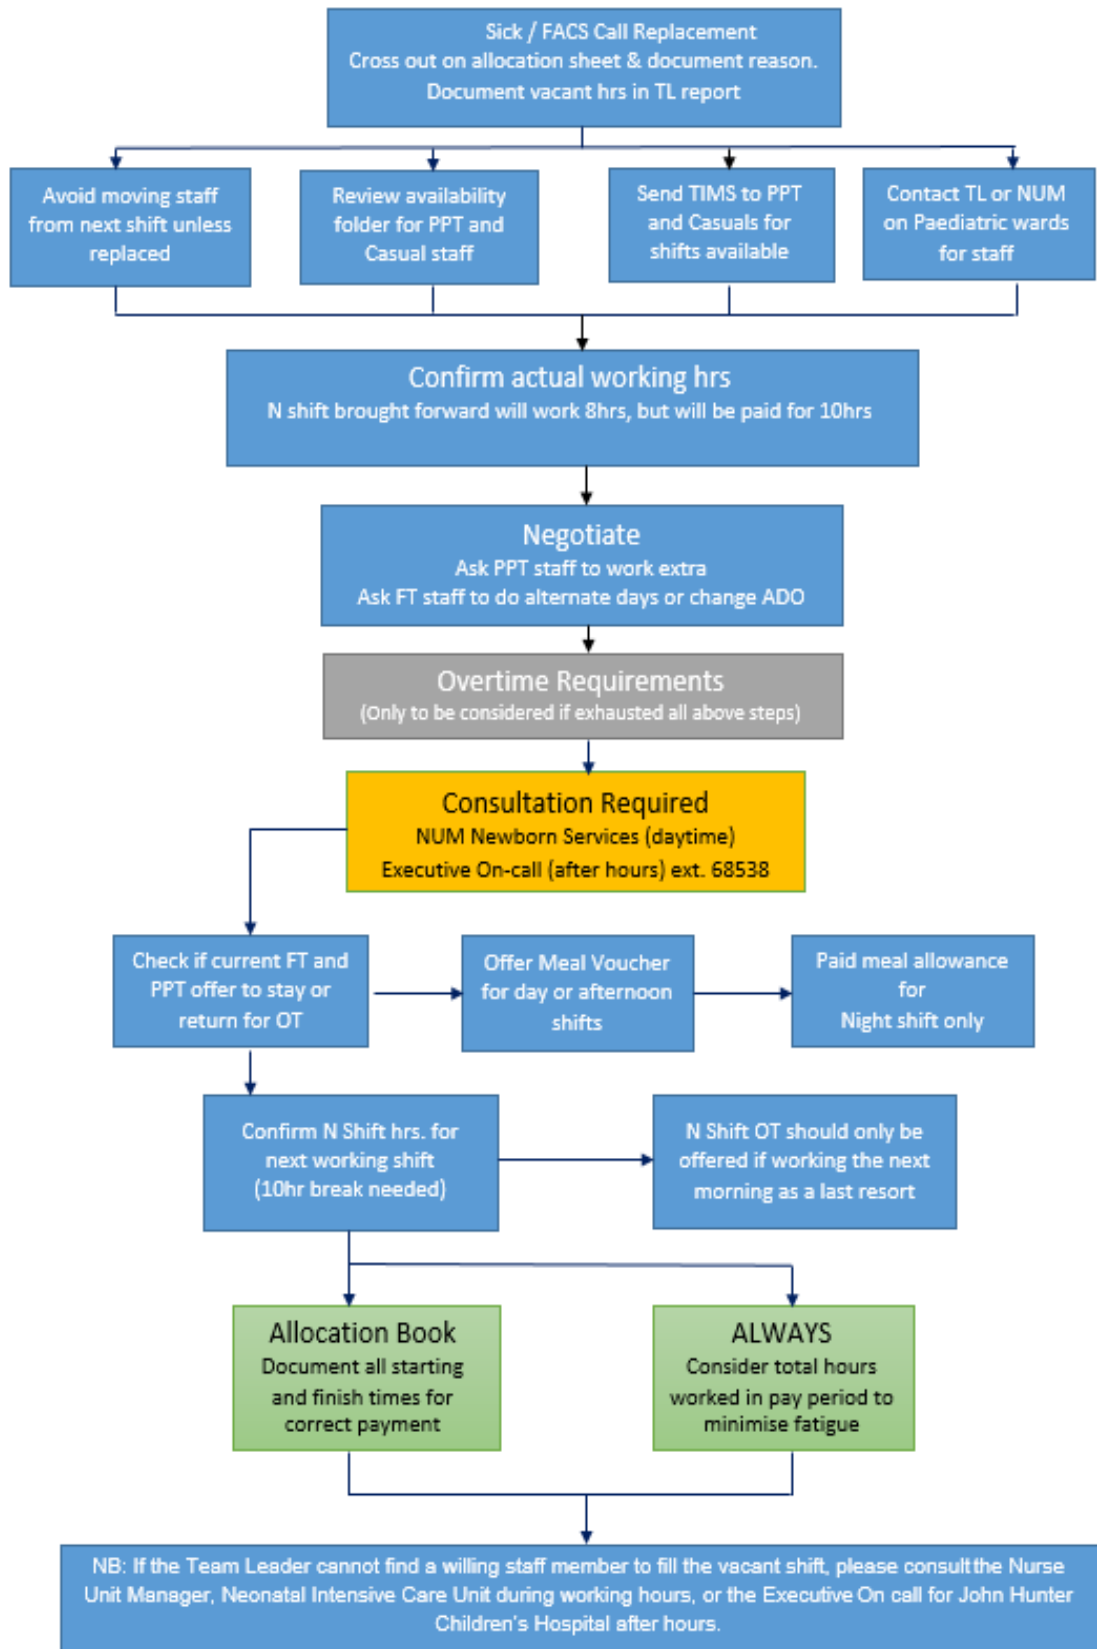 Sick / FACS Call Replacement
Cross out on allocation sheet & document reason.
Document vacant hrs in TL report
Avoid moving staff
from next shift unless
replaced
Review availability
folder for PPT and
Casual staff
Send TIMS to PPT
and Casuals for
shifts available
Contact TL or NUM
on Paediatric wards
for staff
Confirm actual working hrs
N shift brought forward will work 8hrs, but will be paid for 10hrs
Negotiate
Ask PPT staff to work extra
Ask FT staff to do alternate days or change ADO
Overtime Requirements
(Only to be considered if exhausted all above steps)
Consultation Required
NUM Newborn Services (daytime)
Executive On-call (after hours) ext. 68538
Check if current FT and
PPT offer to stay or
return for OT
Offer Meal Voucher
for day or afternoon
shifts
Paid meal allowance
for
Night shift only
Confirm N Shift hrs. for
next working shift
(10hr break needed)
N Shift OT should only be
offered if working the next
morning as a last resort
Allocation Book
Document all starting
and finish times for
correct payment
ALWAYS
Consider total hours
worked in pay period to
minimise fatigue
NB: If the Team Leader cannot find a willing staff member to fill the vacant shift, please consult the Nurse
Unit Manager, Neonatal Intensive Care Unit during working hours, or the Executive On call for John Hunter
Children's Hospital after hours.